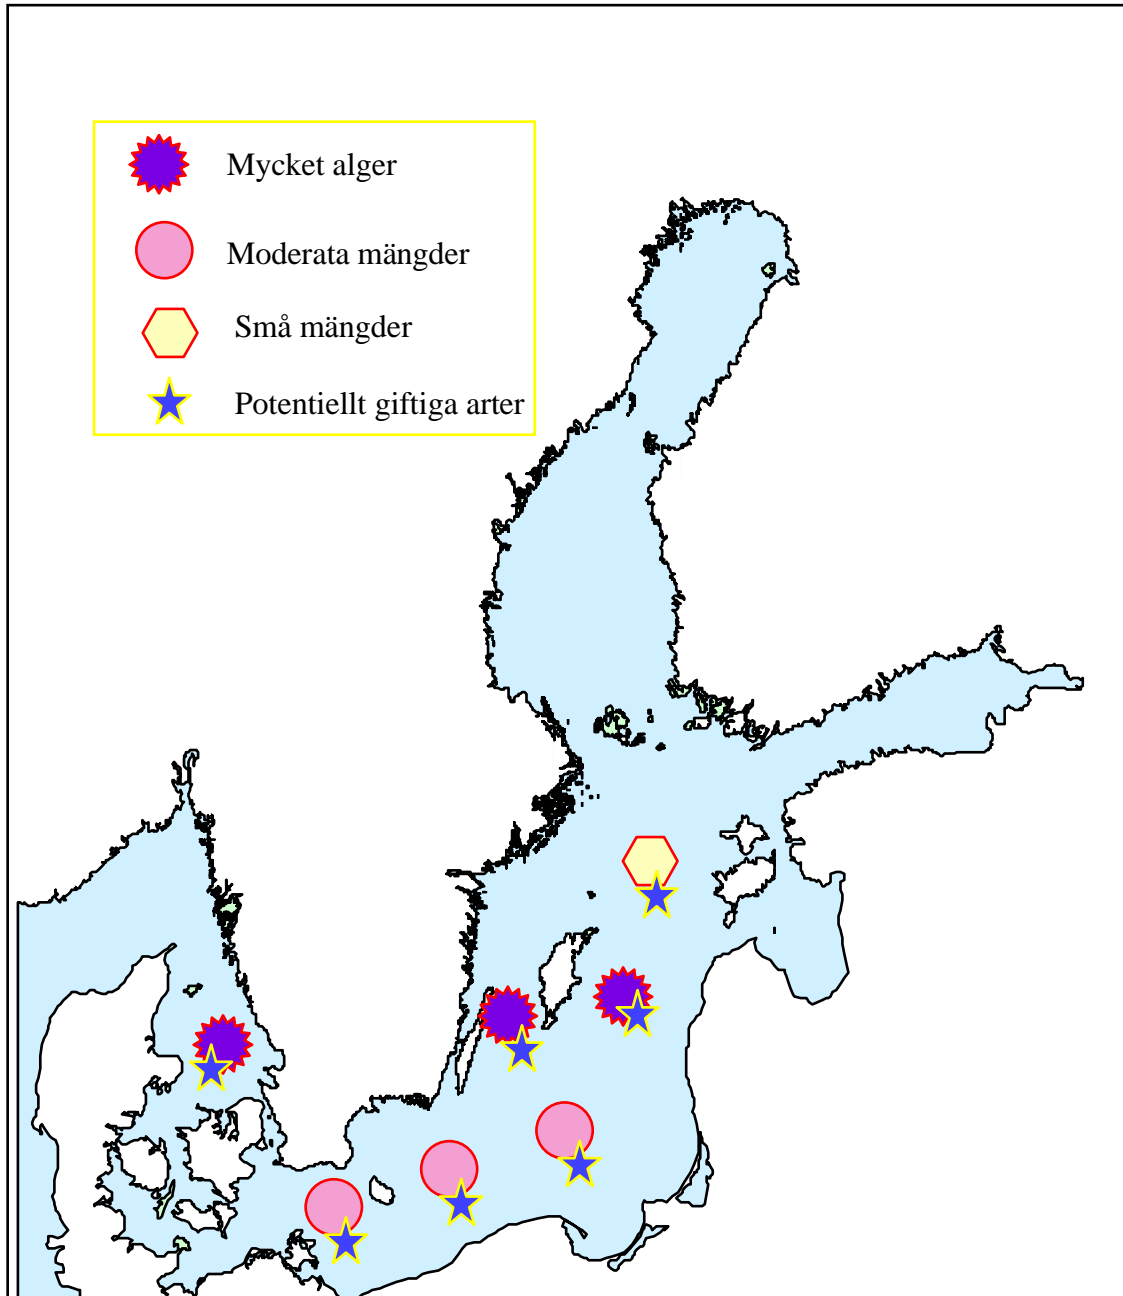 Mycket alger
Moderata mängder
Små mängder
Potentiellt giftiga arter